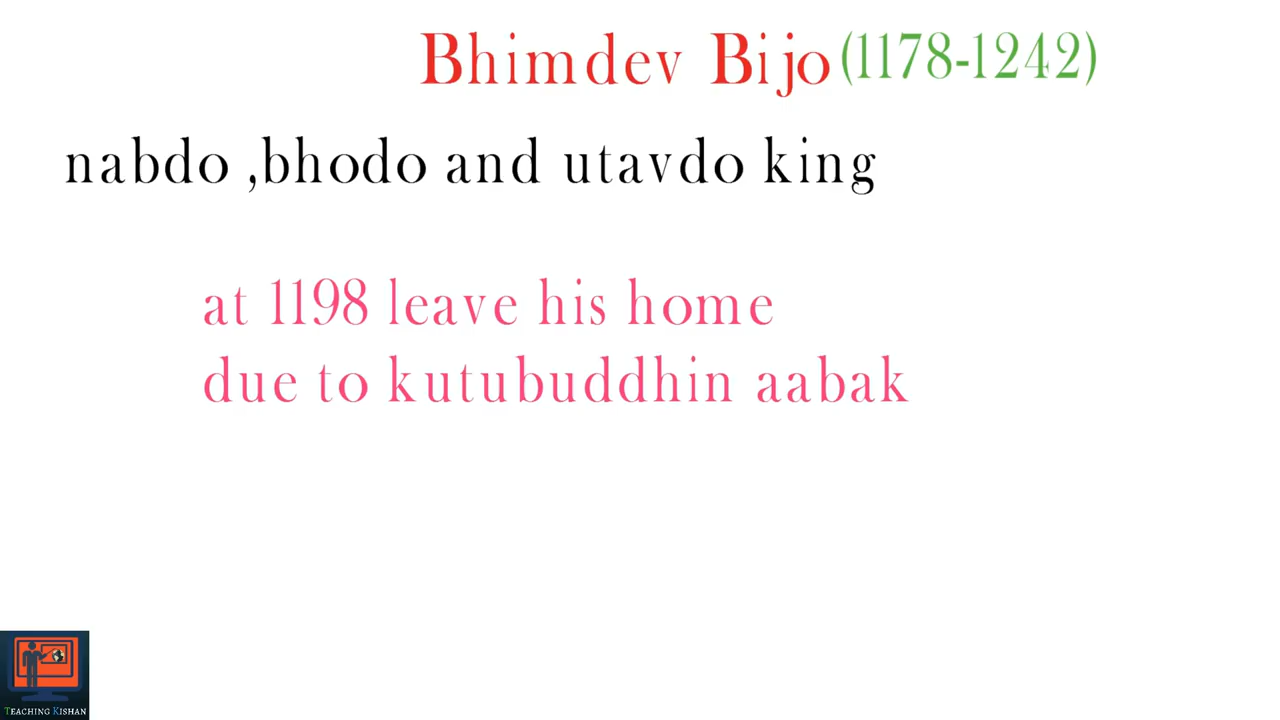 Bhimdev Bijo (1178-1242)
nabdo ,bhodo and utavdo king
at 1198 leave his home
due to kutubuddhin aabak
TEACHING KISHAN